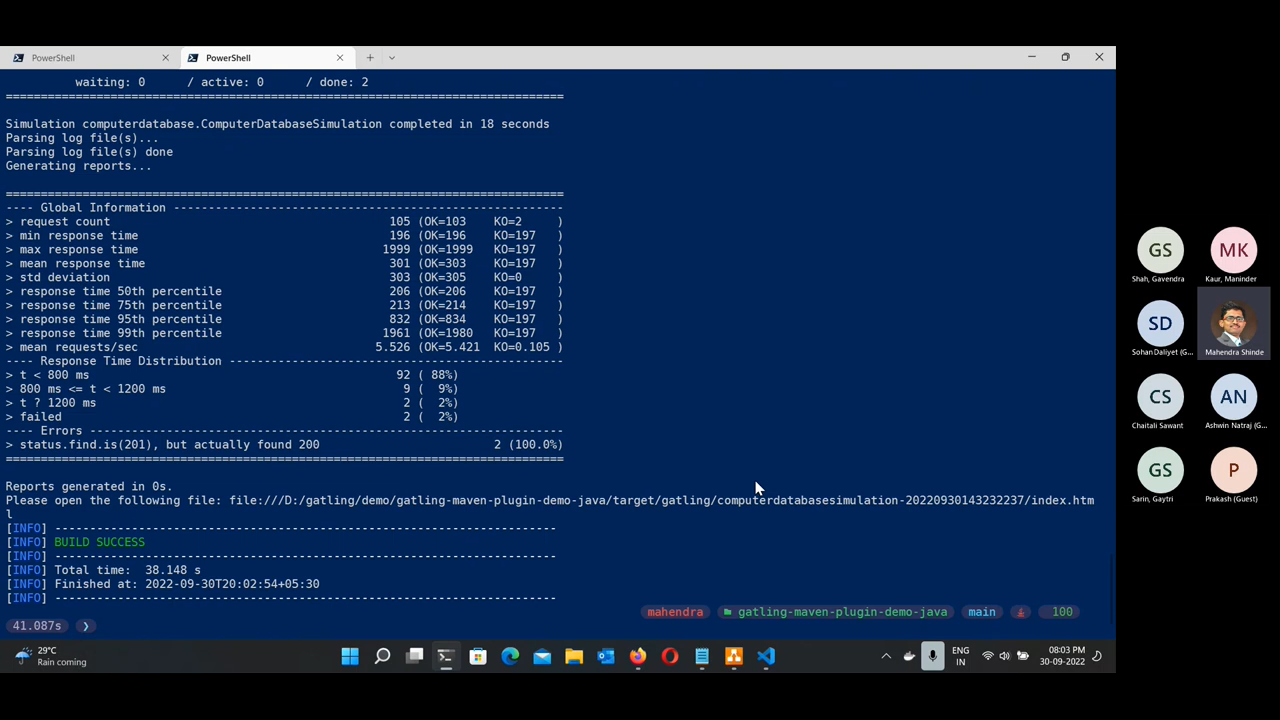 PowerShell
PowerShell
waiting: 0 / active: 0 / done: 2
================================================================================
Simulation computerdatabase.ComputerDatabaseSimulation completed in 18 seconds
Parsing log file(s)...
Parsing log file(s) done
Generating reports...
================================================================================
---- Global Information --------------------------------------------------------
> request count 105 (OK=103 KO=2 )
> min response time 196 (OK=196 KO=197 )
> max response time 1999 (OK=1999 KO=197 )
> mean response time 301 (OK=303 KO=197 )
> std deviation 303 (OK=305 KO=0 )
> response time 50th percentile 206 (OK=206 KO=197 )
> response time 75th percentile 213 (OK=214 KO=197 )
> response time 95th percentile 832 (OK=834 KO=197 )
> response time 99th percentile 1961 (OK=1980 KO=197 )
> mean requests/sec 5.526 (OK=5.421 KO=0.105 )
---- Response Time Distribution ------------------------------------------------
> t < 800 ms 92 ( 88%)
> 800 ms <= t < 1200 ms 9 ( 9%)
> t ? 1200 ms 2 ( 2%)
> failed 2 ( 2%)
---- Errors --------------------------------------------------------------------
> status.find.is(201), but actually found 200 2 (100.0%)
================================================================================
Reports generated in 0s.
Please open the following file: file:///D:/gatling/demo/gatling-maven-plugin-demo-java/target/gatling/computerdatabasesimulation-20220930143232237/index.htm
l
[INFO] ------------------------------------------------------------------------
[INFO] BUILD SUCCESS
[INFO] ------------------------------------------------------------------------
[INFO] Total time:  38.148 s
[INFO] Finished at: 2022-09-30T20:02:54+05:30
[INFO] ------------------------------------------------------------------------
mahendra gatling-maven-plugin-demo-java main 100
41.087s ❯
29°C
Rain coming
ENG
IN
08:03 PM
30-09-2022
GS
Shah, Gavendra
MK
Kaur, Maninder
SD
Sohan Daliyet (G...
Mahendra Shinde
CS
Chaitali Sawant
AN
Ashwin Natraj (G...
GS
Sarin, Gaytri
P
Prakash (Guest)